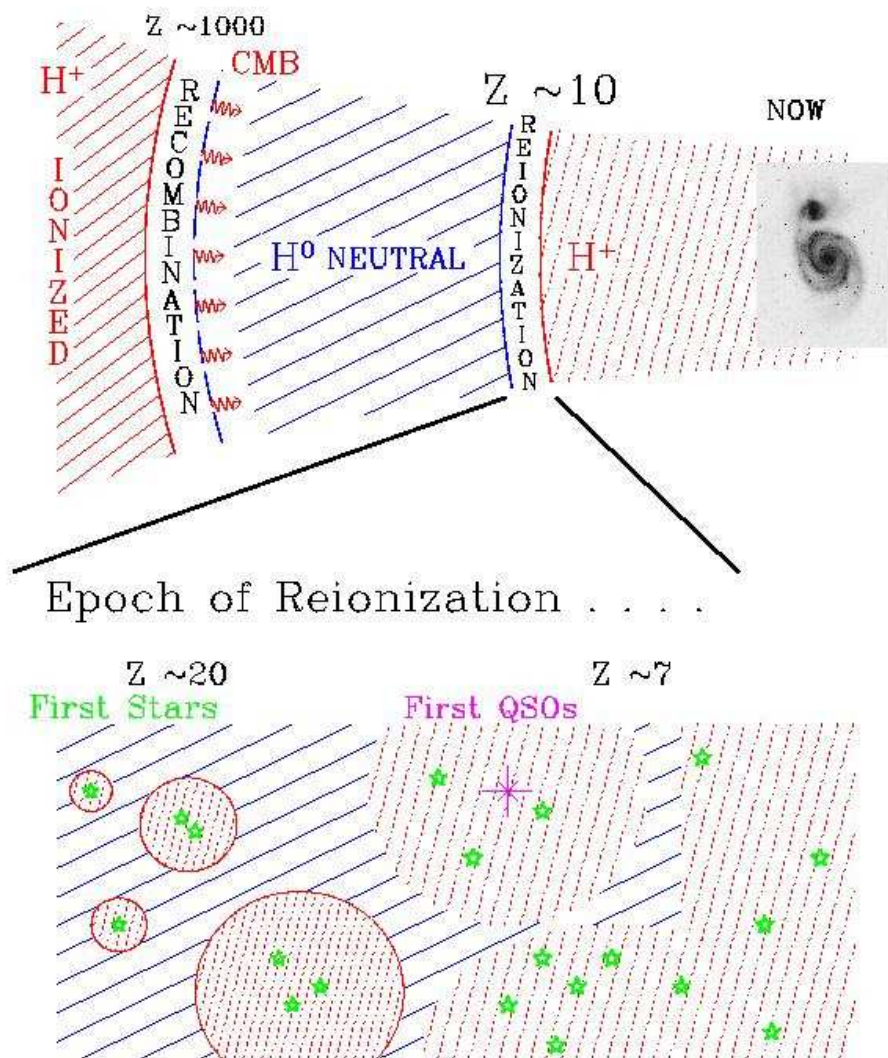 Z ~1000
H+
CMB
Z ~10
NOW
IONIZED
RECOMBINATION
H0 NEUTRAL
REIONIZATION
H+
Epoch of Reionization . . . .
Z ~20
Z ~7
First Stars
First QSOs